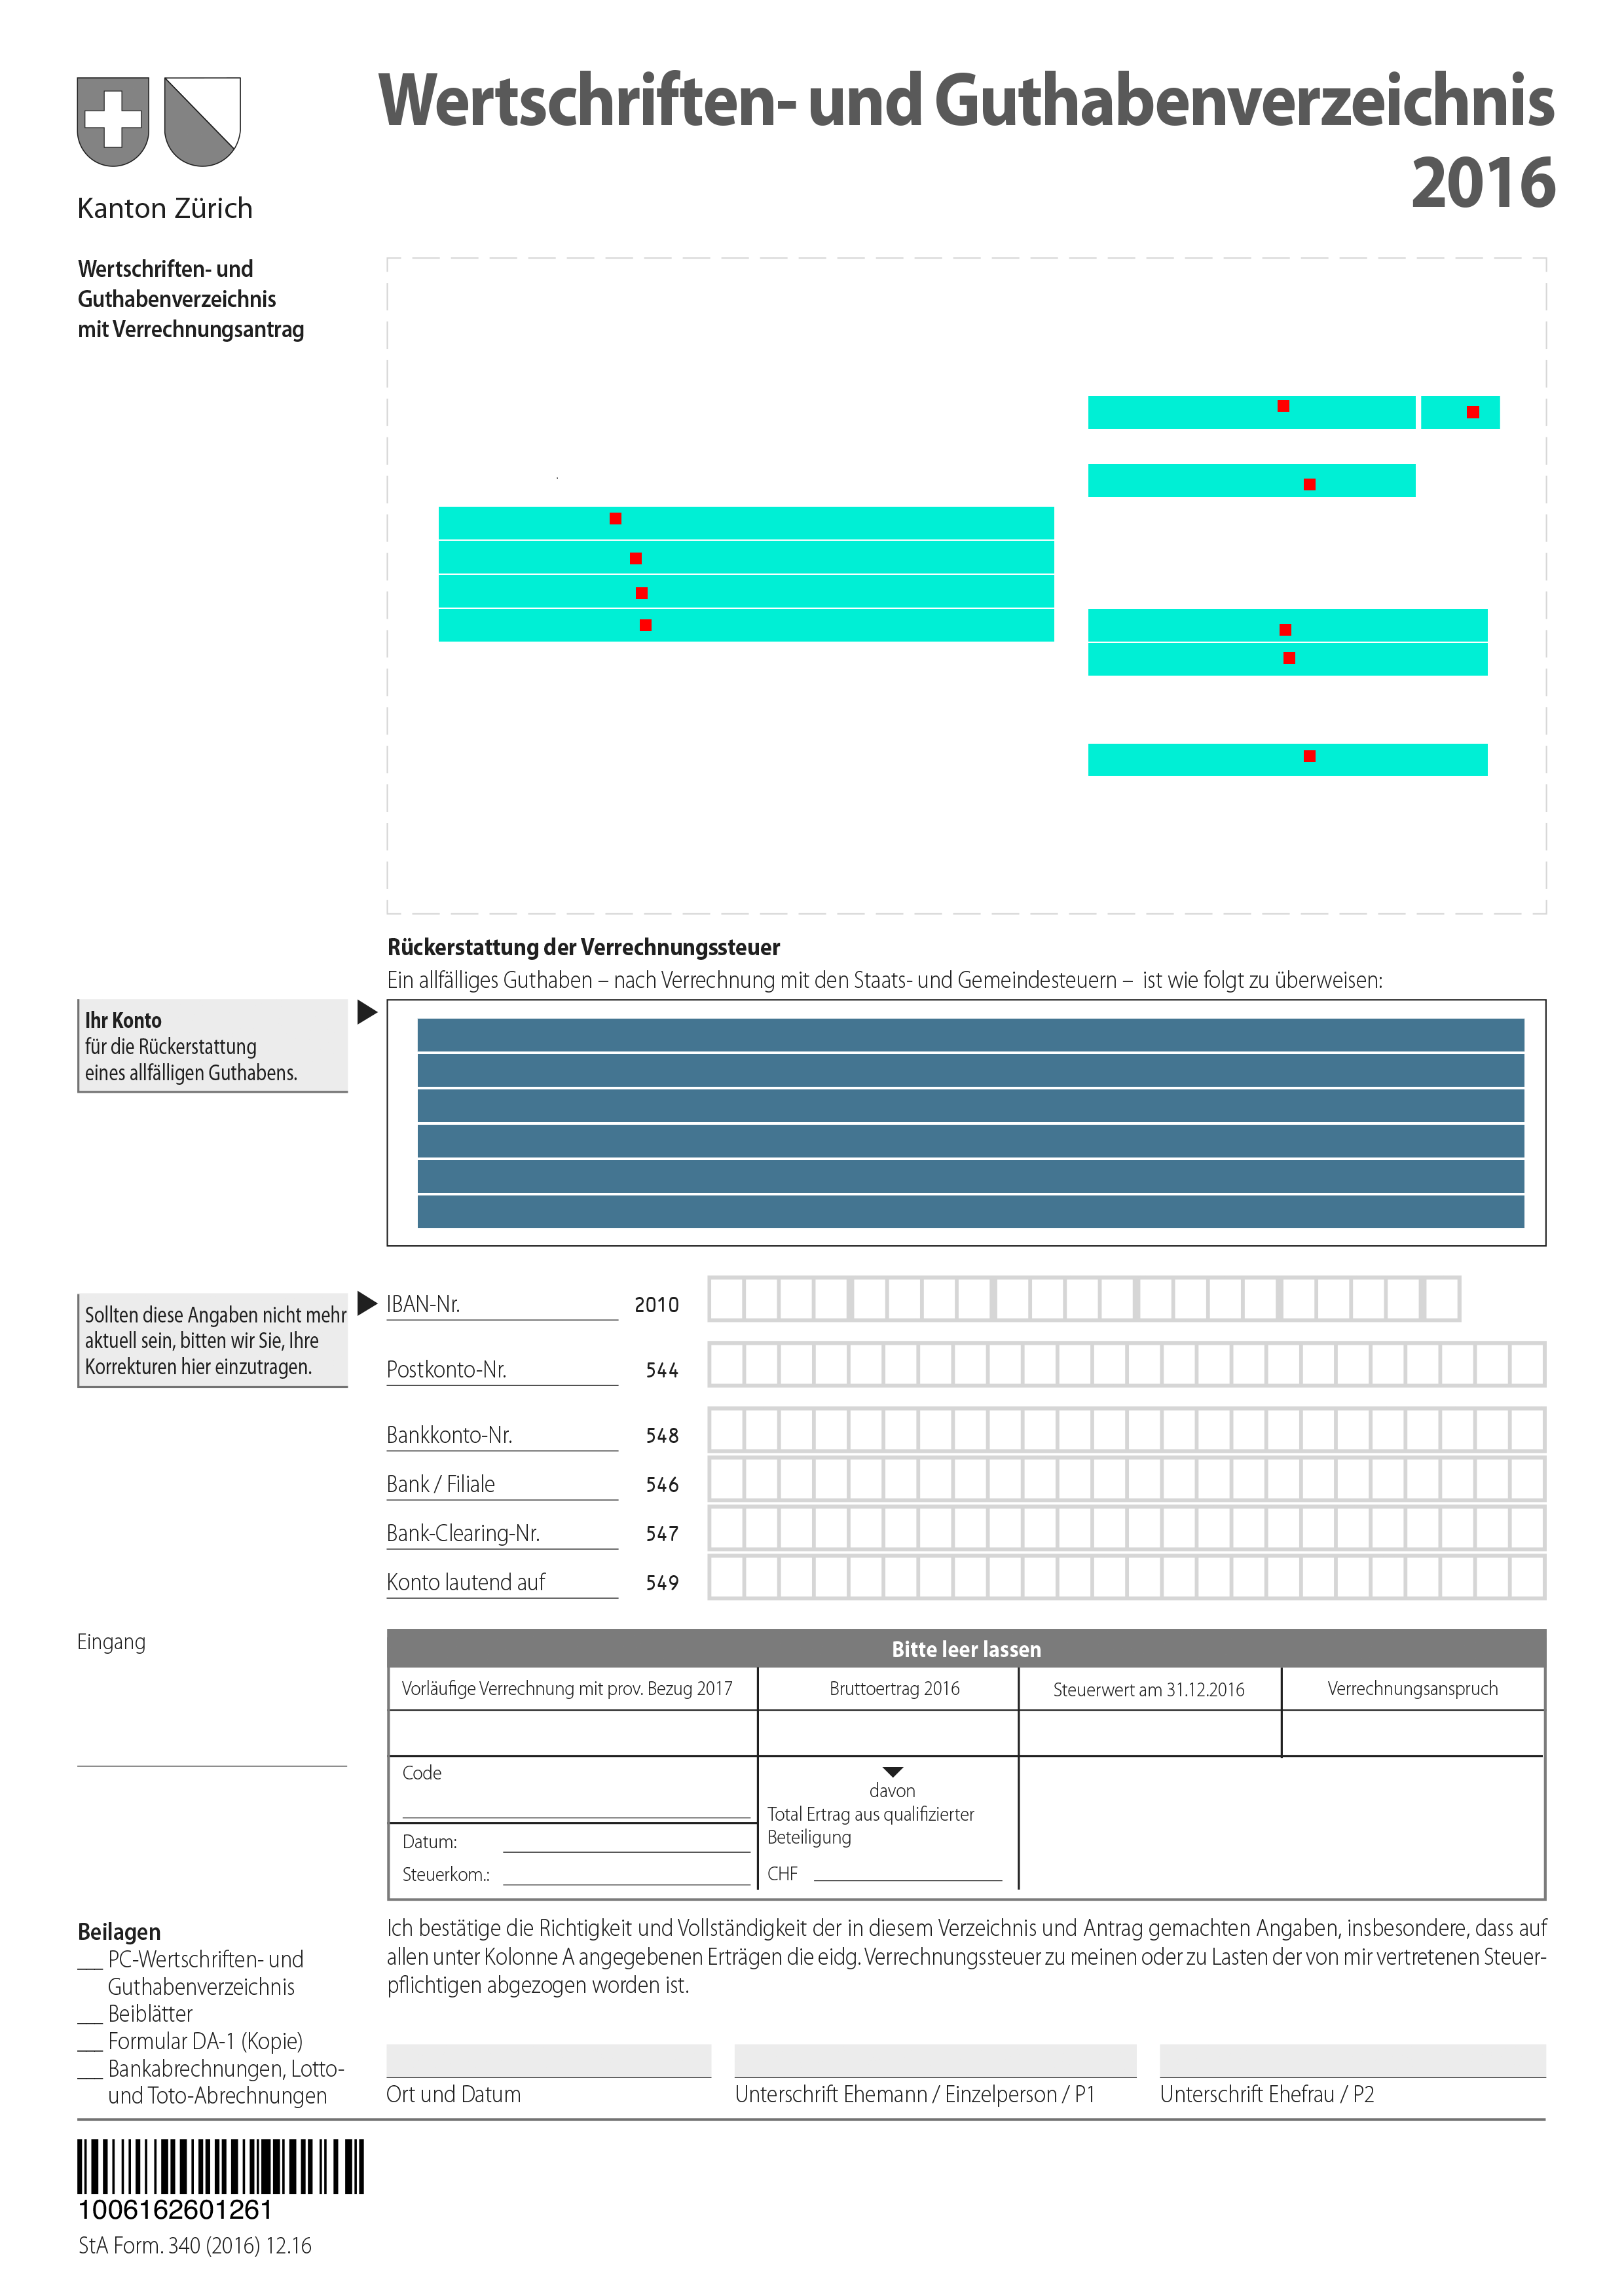 Wertschriften- und Guthabenverzeichnis
2016
Kanton Zürich
Wertschriften- und
Guthabenverzeichnis
mit Verrechnungsantrag
Rückerstattung der Verrechnungssteuer
Ein allfälliges Guthaben – nach Verrechnung mit den Staats- und Gemeindesteuern – ist wie folgt zu überweisen:
Ihr Konto
für die Rückerstattung
eines allfälligen Guthabens.
Sollten diese Angaben nicht mehr
aktuell sein, bitten wir Sie, Ihre
Korrekturen hier einzutragen.
IBAN-Nr. 2010
Postkonto-Nr. 544
Bankkonto-Nr. 548
Bank / Filiale 546
Bank-Clearing-Nr. 547
Konto lautend auf 549
Eingang
Bitte leer lassen
Vorläufige Verrechnung mit prov. Bezug 2017 Bruttoertrag 2016 Steuerwert am 31.12.2016 Verrechnungsanspruch
Code
davon
Total Ertrag aus qualifizierter
Beteiligung
Datum:
Steuerkom.:
CHF
Beilagen
PC-Wertschriften- und
Guthabenverzeichnis
Beiblätter
Formular DA-1 (Kopie)
Bankabrechnungen, Lotto-
und Toto-Abrechnungen
Ich bestätige die Richtigkeit und Vollständigkeit der in diesem Verzeichnis und Antrag gemachten Angaben, insbesondere, dass auf
allen unter Kolonne A angegebenen Erträgen die eidg. Verrechnungssteuer zu meinen oder zu Lasten der von mir vertretenen Steuer-
pflichtigen abgezogen worden ist.
Ort und Datum Unterschrift Ehemann / Einzelperson / P1 Unterschrift Ehefrau / P2
1006162601261
StA Form. 340 (2016) 12.16